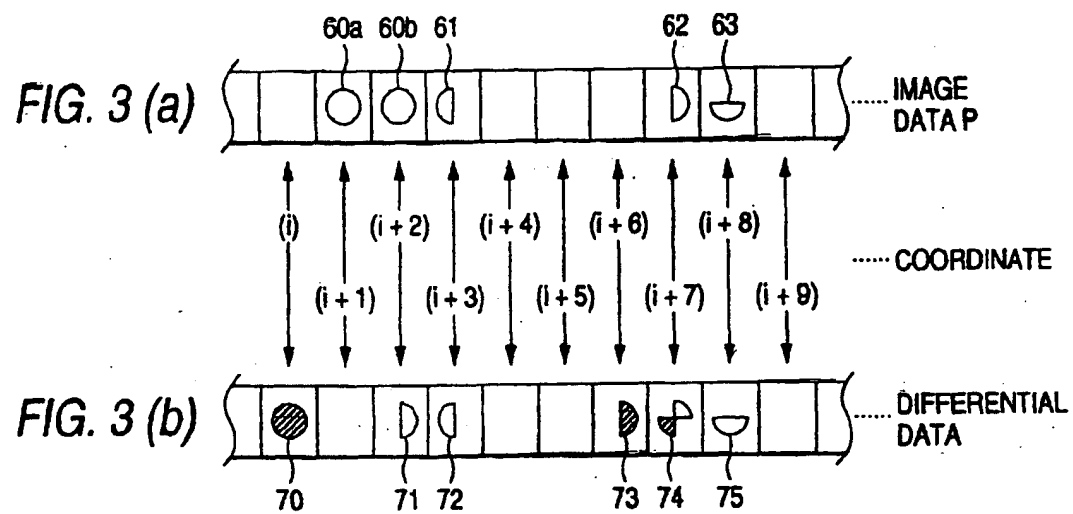 60a 60b 61 62 63
FIG. 3 (a)
IMAGE
DATA P
(i) (i + 2) (i + 4) (i + 6) (i + 8)
COORDINATE
(i + 1) (i + 3) (i + 5) (i + 7) (i + 9)
FIG. 3 (b)
DIFFERENTIAL
DATA
70 71 72 73 74 75